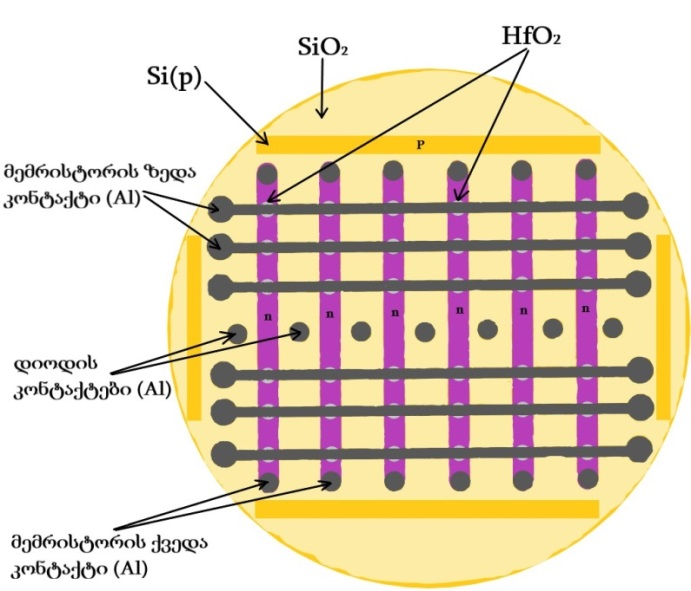 HfO₂
SiO₂
Si(p)
P
მემრისტორის ზედა
კონტაქტი (Al)
n n n n n n
დიოდის
კონტაქტები (Al)
მემრისტორის ქვედა
კონტაქტი (Al)